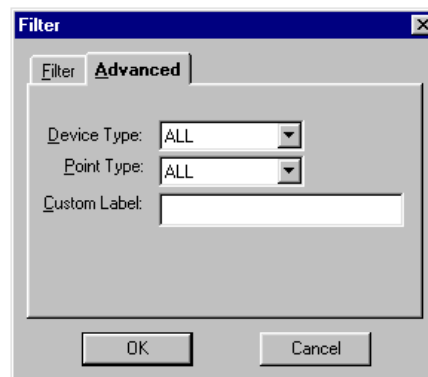 Filter
Filter Advanced
Device Type: ALL
Point Type: ALL
Custom Label:
OK Cancel